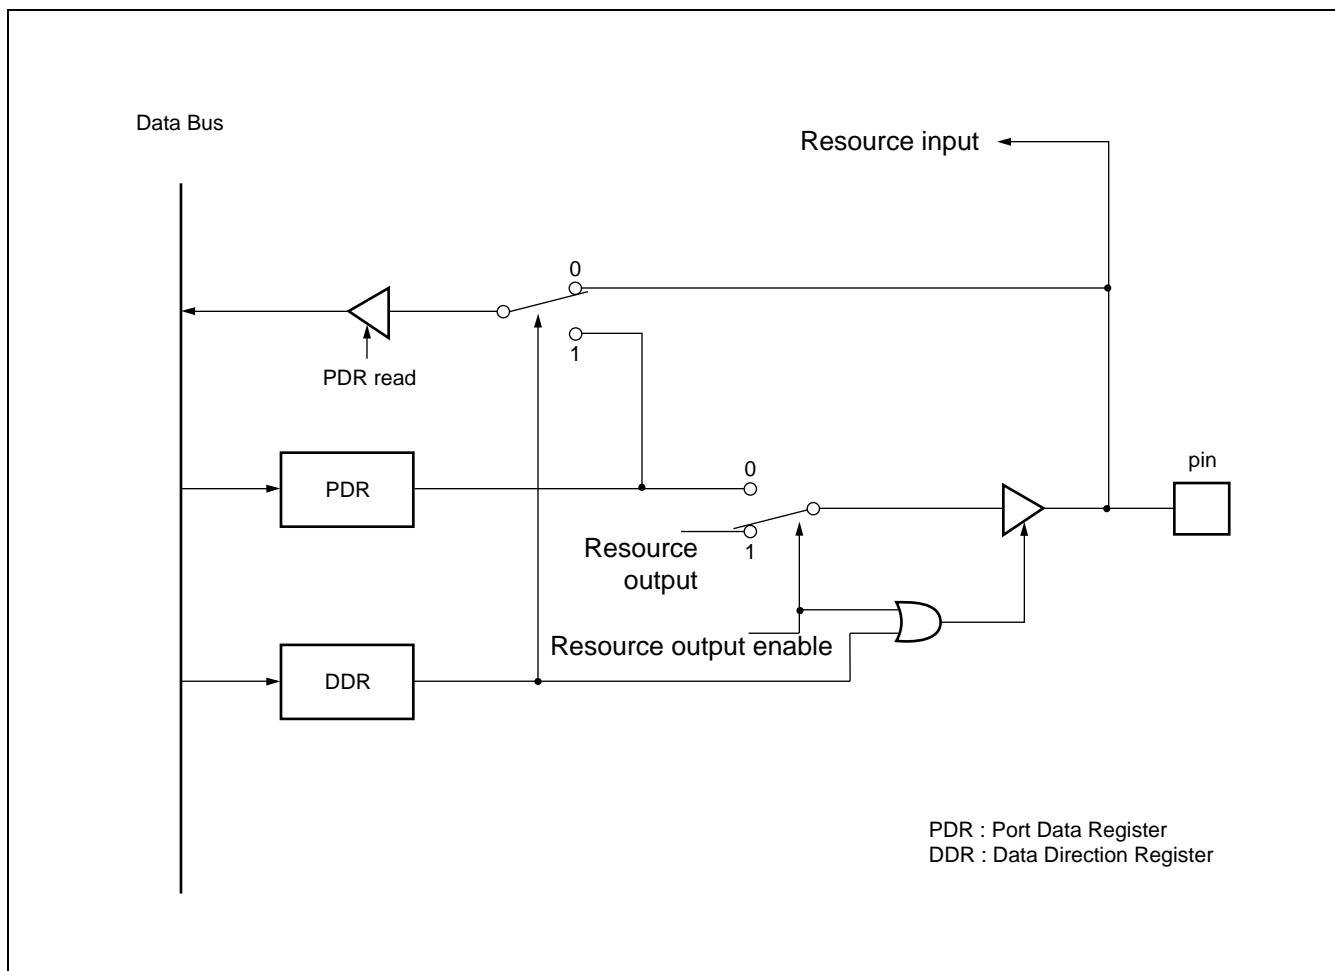 Data Bus
Resource input
0
1
PDR read
pin
0
PDR
1
Resource
output
Resource output enable
DDR
PDR : Port Data Register
DDR : Data Direction Register